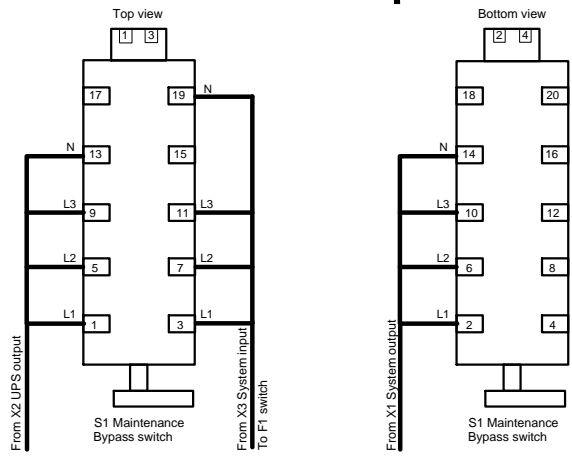 Top view
1 3
17 19 N
N 13 15
L3 9 11 L3
L2 5 7 L2
L1 1 3 L1
From X2 UPS output
From X3 System input
To F1 switch
S1 Maintenance
Bypass switch
Bottom view
2 4
18 20
N 14 16
L3 10 12
L2 6 8
L1 2 4
From X1 System output
S1 Maintenance
Bypass switch